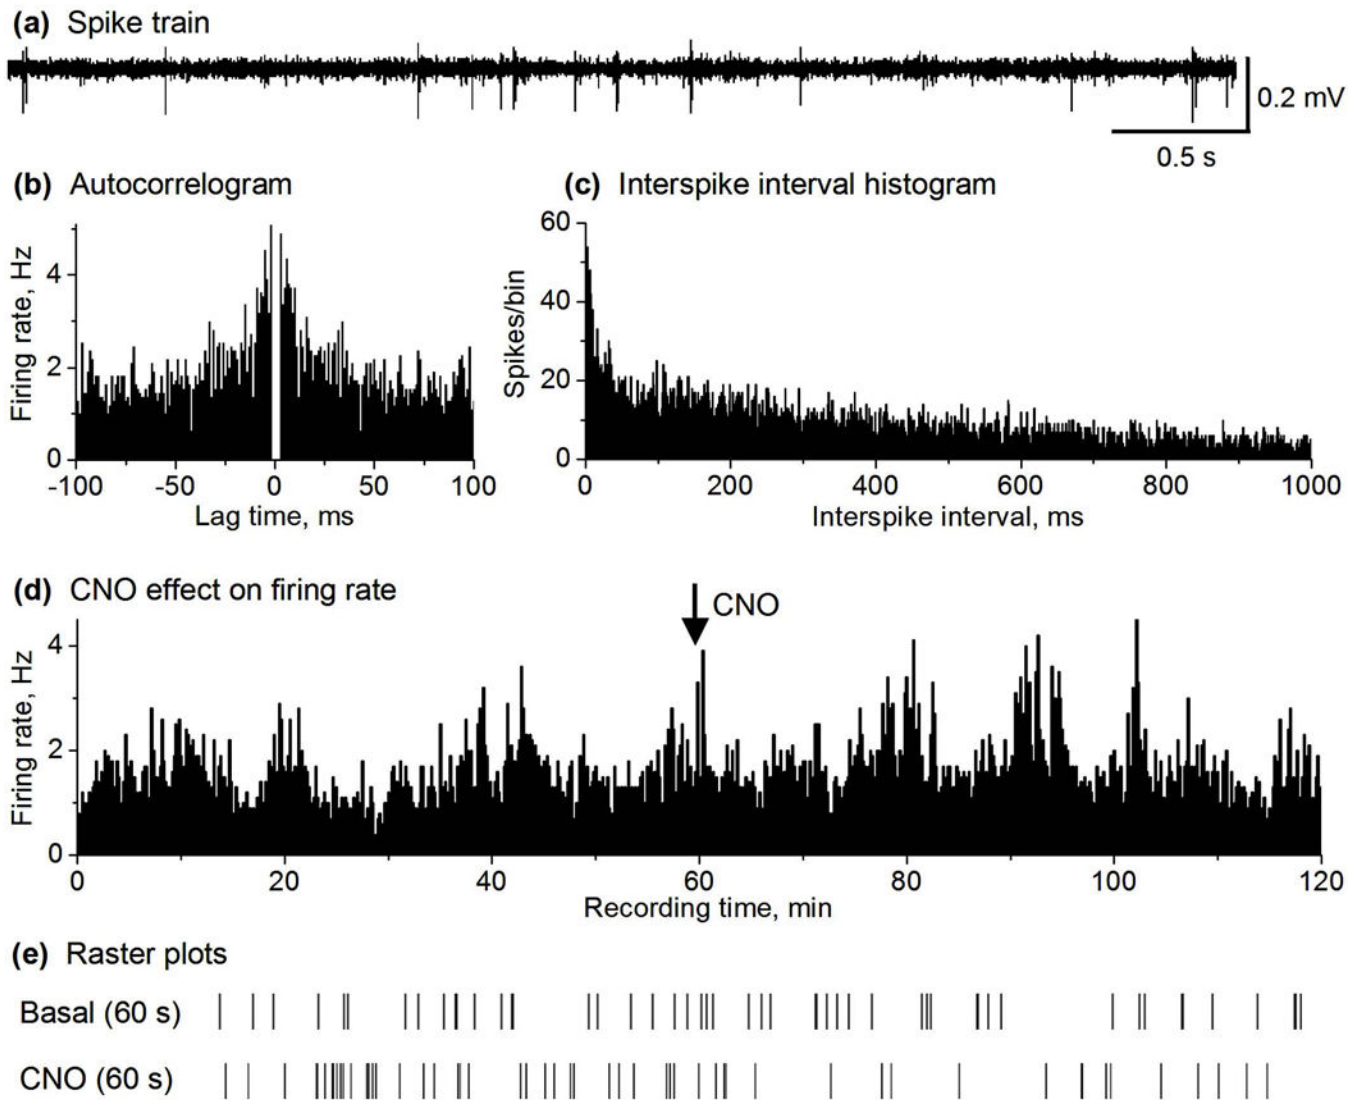 (a) Spike train
0.2 mV
0.5 s
(b) Autocorrelogram
Firing rate, Hz
4
2
0
-100 -50 0 50 100
Lag time, ms
(c) Interspike interval histogram
Spikes/bin
60
40
20
0
0 200 400 600 800 1000
Interspike interval, ms
(d) CNO effect on firing rate
CNO
Firing rate, Hz
4
2
0
0 20 40 60 80 100 120
Recording time, min
(e) Raster plots
Basal (60 s)
CNO (60 s)